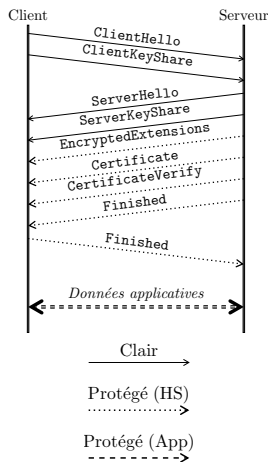 Client Serveur
ClientHello
ClientKeyShare
ServerHello
ServerKeyShare
EncryptedExtensions
Certificate
CertificateVerify
Finished
Finished
Données applicatives
Clair
Protégé (HS)
Protégé (App)